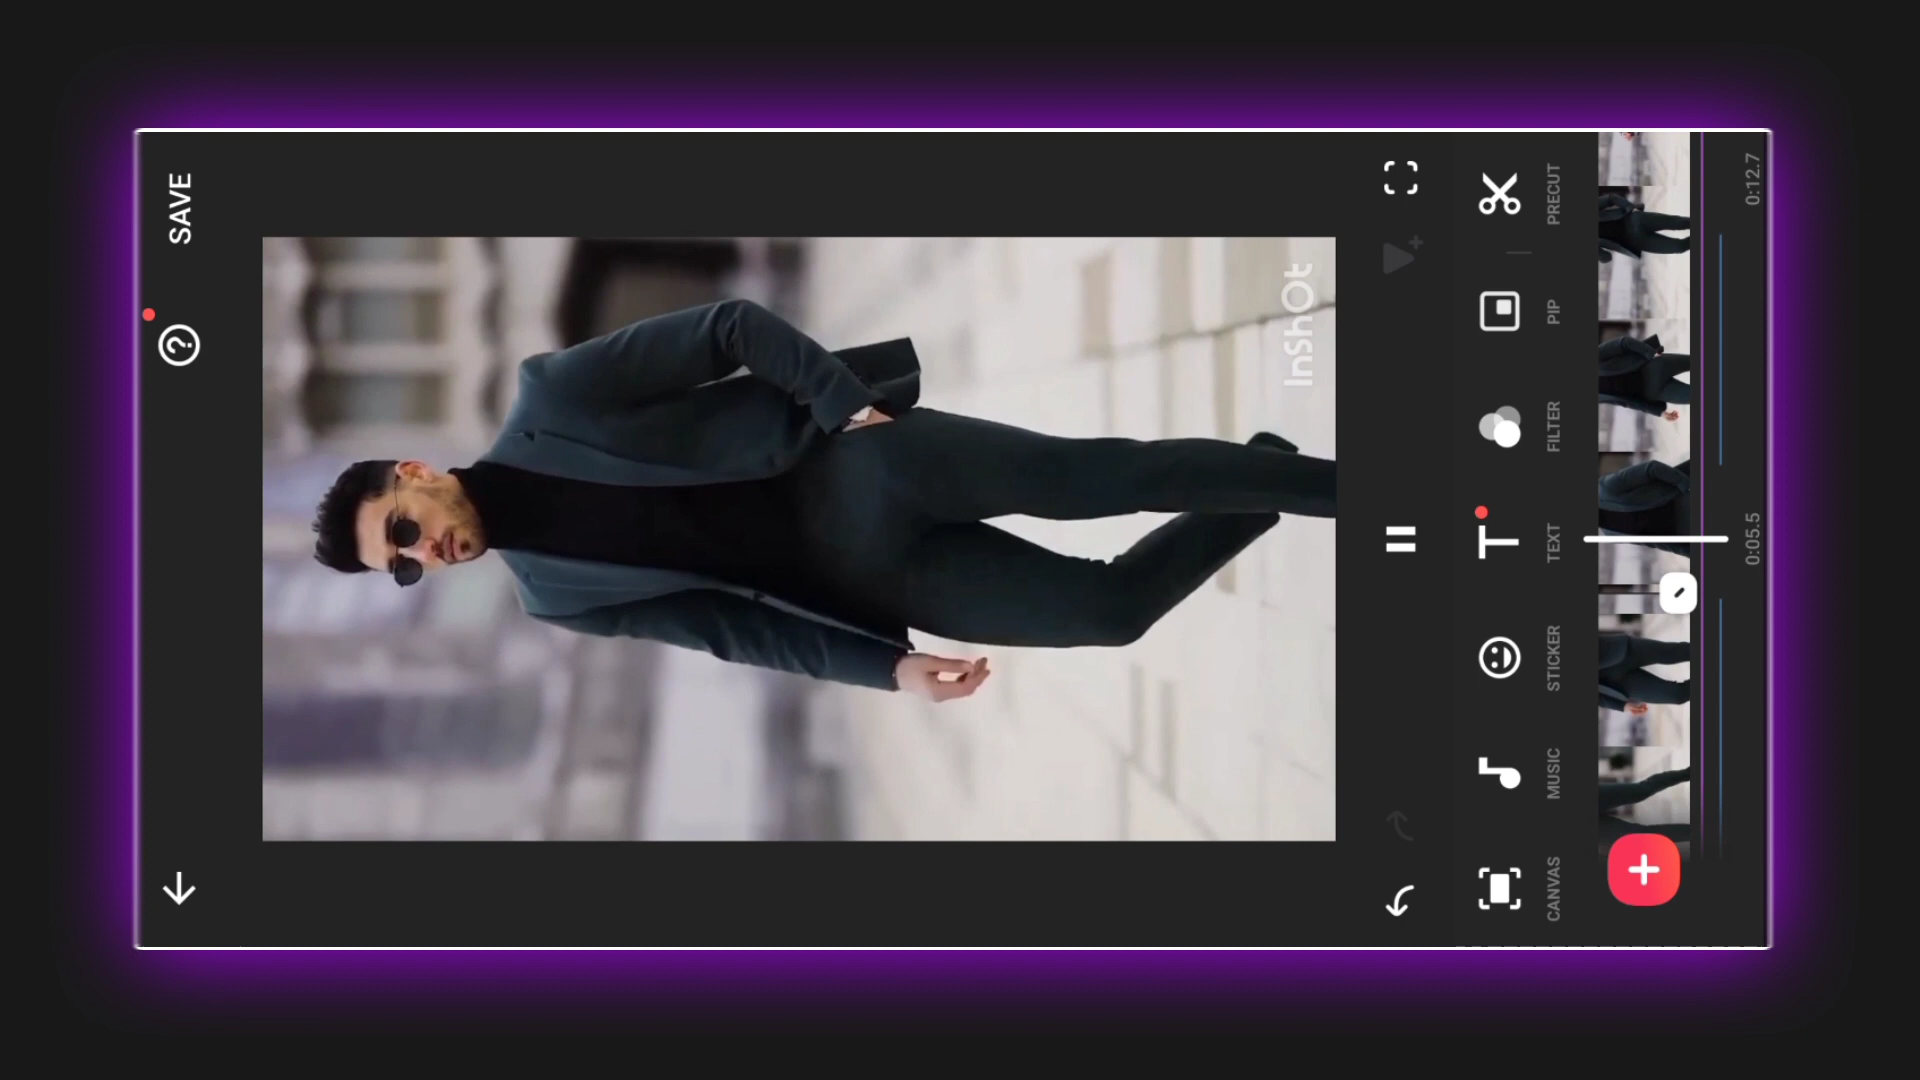 SAVE
InShOt
CANVAS
MUSIC
STICKER
TEXT
FILTER
PIP
PRECUT
0:05.5
0:12.7